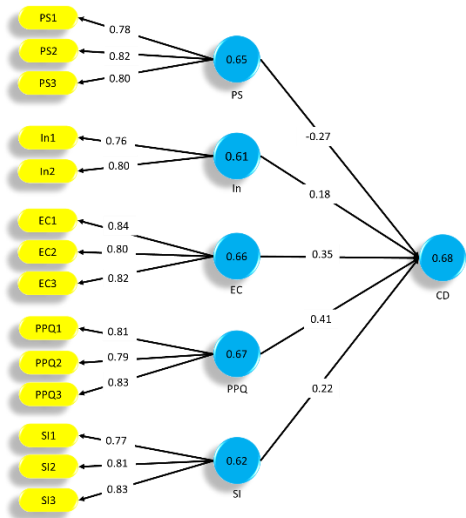 PS1
0.78
PS2
0.82
PS3
0.80
0.65
PS
-0.27
In1
0.76
In2
0.80
0.61
In
0.18
EC1
0.84
EC2
0.80
EC3
0.82
0.66
EC
0.35
0.68
CD
PPQ1
0.81
PPQ2
0.79
PPQ3
0.83
0.67
PPQ
0.41
SI1
0.77
SI2
0.81
SI3
0.83
0.62
SI
0.22